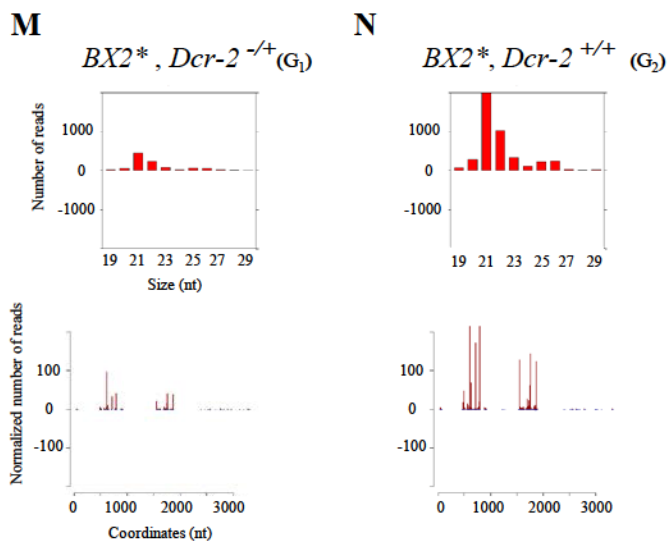 M
N
BX2* , Dcr-2 -/+ (G1)
BX2*, Dcr-2 +/+ (G2)
Number of reads
1000
0
-1000
19 21 23 25 27 29
Size (nt)
1000
0
-1000
19 21 23 25 27 29
Normalized number of reads
100
0
-100
0 1000 2000 3000
Coordinates (nt)
100
0
-100
0 1000 2000 3000